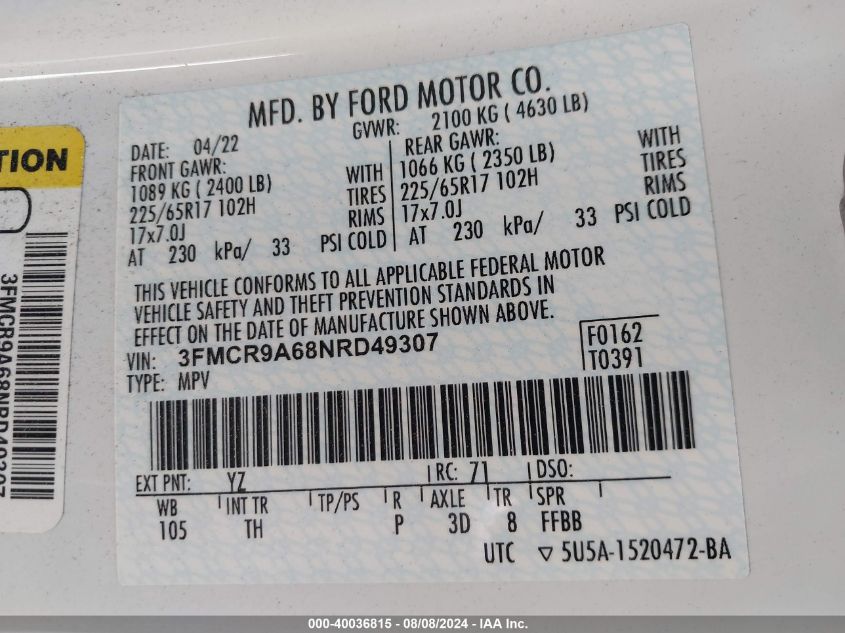 MFD. BY FORD MOTOR CO.
DATE: 04/22 GVWR: 2100 KG ( 4630 LB)
FRONT GAWR: REAR GAWR:
1089 KG ( 2400 LB) WITH 1066 KG ( 2350 LB) WITH
225/65R17 102H TIRES 225/65R17 102H TIRES
17x7.0J RIMS 17x7.0J RIMS
AT 230 kPa/ 33 PSI COLD AT 230 kPa/ 33 PSI COLD
THIS VEHICLE CONFORMS TO ALL APPLICABLE FEDERAL MOTOR
VEHICLE SAFETY AND THEFT PREVENTION STANDARDS IN
EFFECT ON THE DATE OF MANUFACTURE SHOWN ABOVE.
VIN: 3FMCR9A68NRD49307 F0162
TYPE: MPV T0391
EXT PNT: YZ RC: 71 DSO:
WB INT TR TP/PS R AXLE TR SPR
105 TH P 3D 8 FFBB
UTC ▽ 5U5A-1520472-BA
TION
3FMCR9A68NRD49307
000-40036815 - 08/08/2024 - IAA Inc.